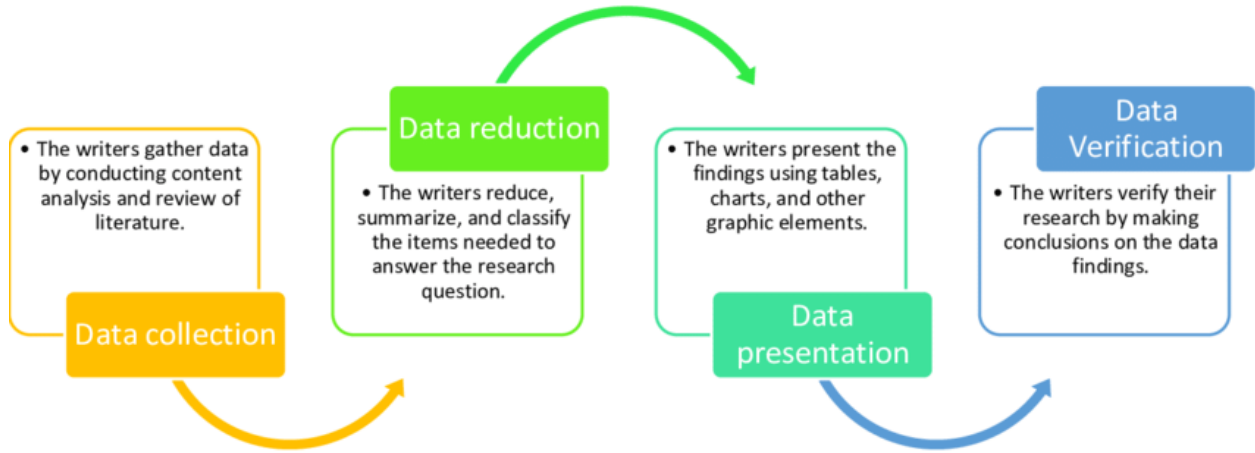 • The writers gather data
by conducting content
analysis and review of
literature.
Data collection
Data reduction
• The writers reduce,
summarize, and classify
the items needed to
answer the research
question.
• The writers present the
findings using tables,
charts, and other
graphic elements.
Data
presentation
Data
Verification
• The writers verify their
research by making
conclusions on the data
findings.